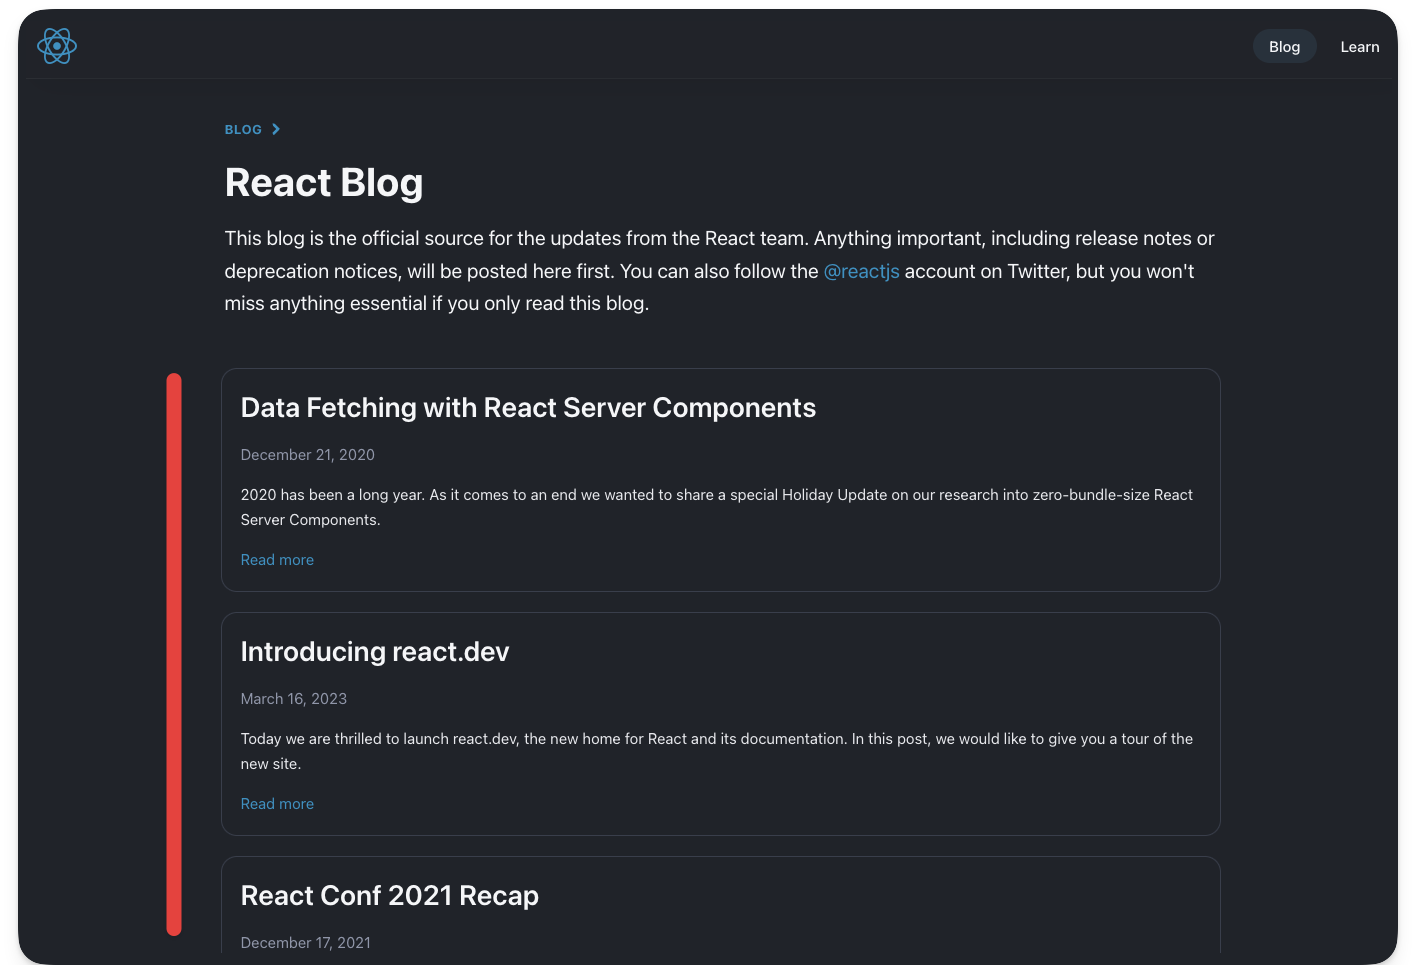 Blog
Learn
BLOG
React Blog
This blog is the official source for the updates from the React team. Anything important, including release notes or
deprecation notices, will be posted here first. You can also follow the @reactjs account on Twitter, but you won't
miss anything essential if you only read this blog.
Data Fetching with React Server Components
December 21, 2020
2020 has been a long year. As it comes to an end we wanted to share a special Holiday Update on our research into zero-bundle-size React
Server Components.
Read more
Introducing react.dev
March 16, 2023
Today we are thrilled to launch react.dev, the new home for React and its documentation. In this post, we would like to give you a tour of the
new site.
Read more
React Conf 2021 Recap
December 17, 2021